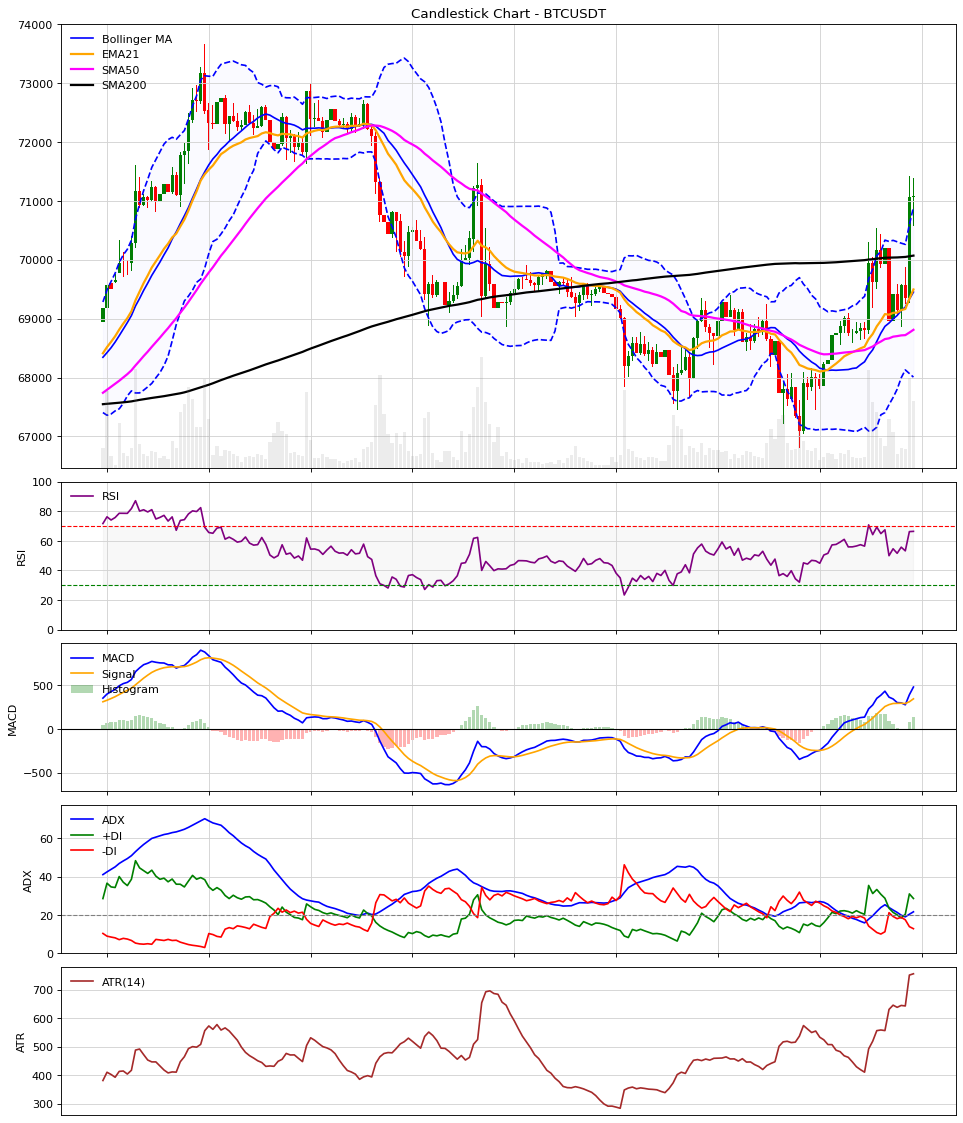 Candlestick Chart - BTCUSDT
74000
73000
72000
71000
70000
69000
68000
67000
Bollinger MA
EMA21
SMA50
SMA200
100
80
60
40
20
0
RSI
RSI
500
0
−500
MACD
MACD
Signal
Histogram
60
40
20
0
ADX
ADX
+DI
-DI
700
600
500
400
300
ATR
ATR(14)